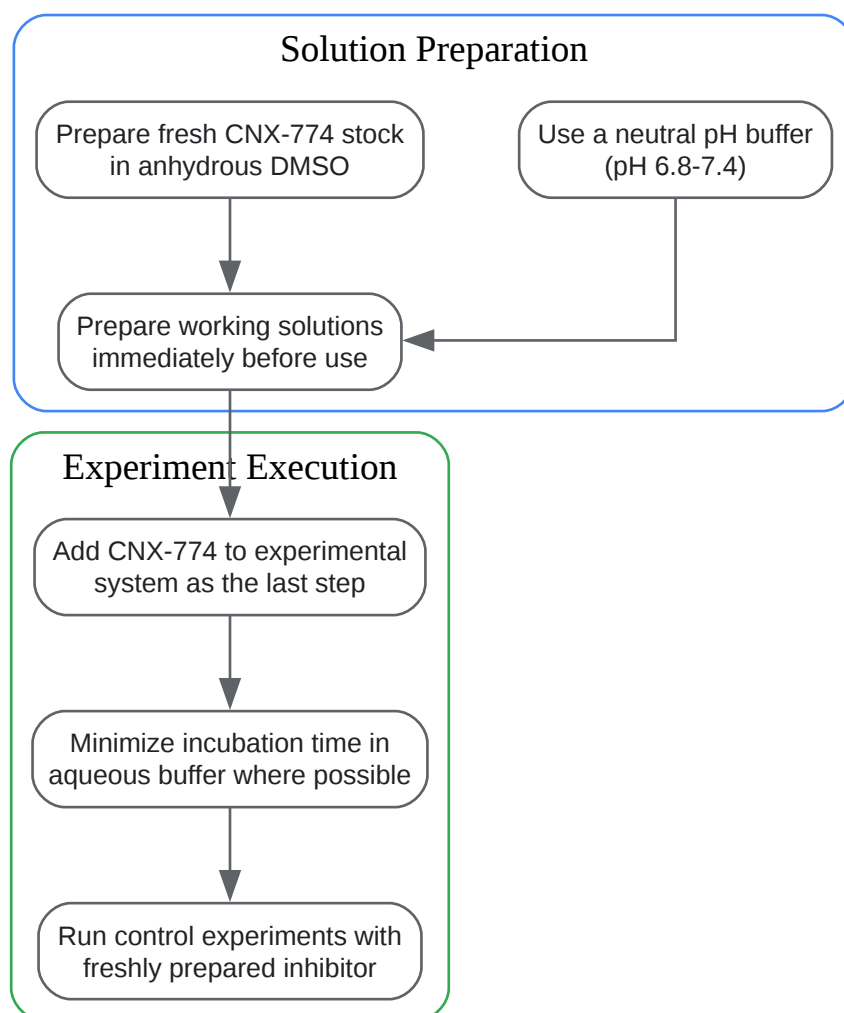 Solution Preparation
Prepare fresh CNX-774 stock
in anhydrous DMSO
Use a neutral pH buffer
(pH 6.8-7.4)
Prepare working solutions
immediately before use
Experiment Execution
Add CNX-774 to experimental
system as the last step
Minimize incubation time in
aqueous buffer where possible
Run control experiments with
freshly prepared inhibitor